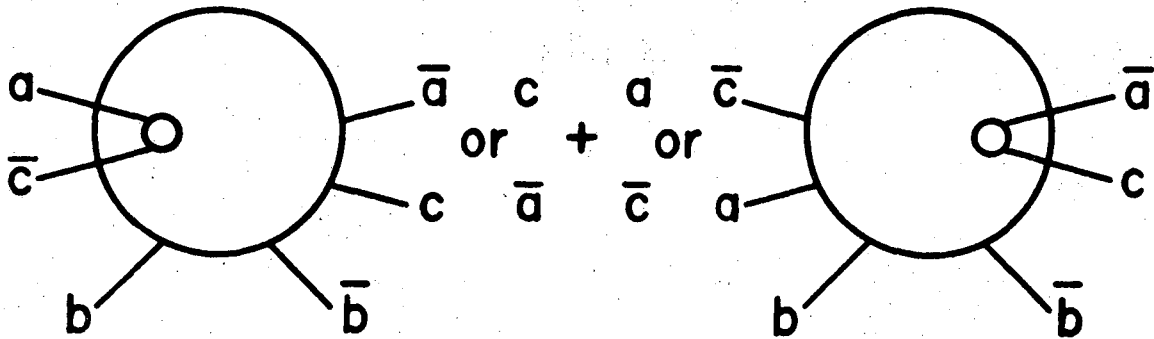 a a̅ c a c̅ a̅
or + or
c̅ c a̅ c̅ a c
b b̅ b b̅